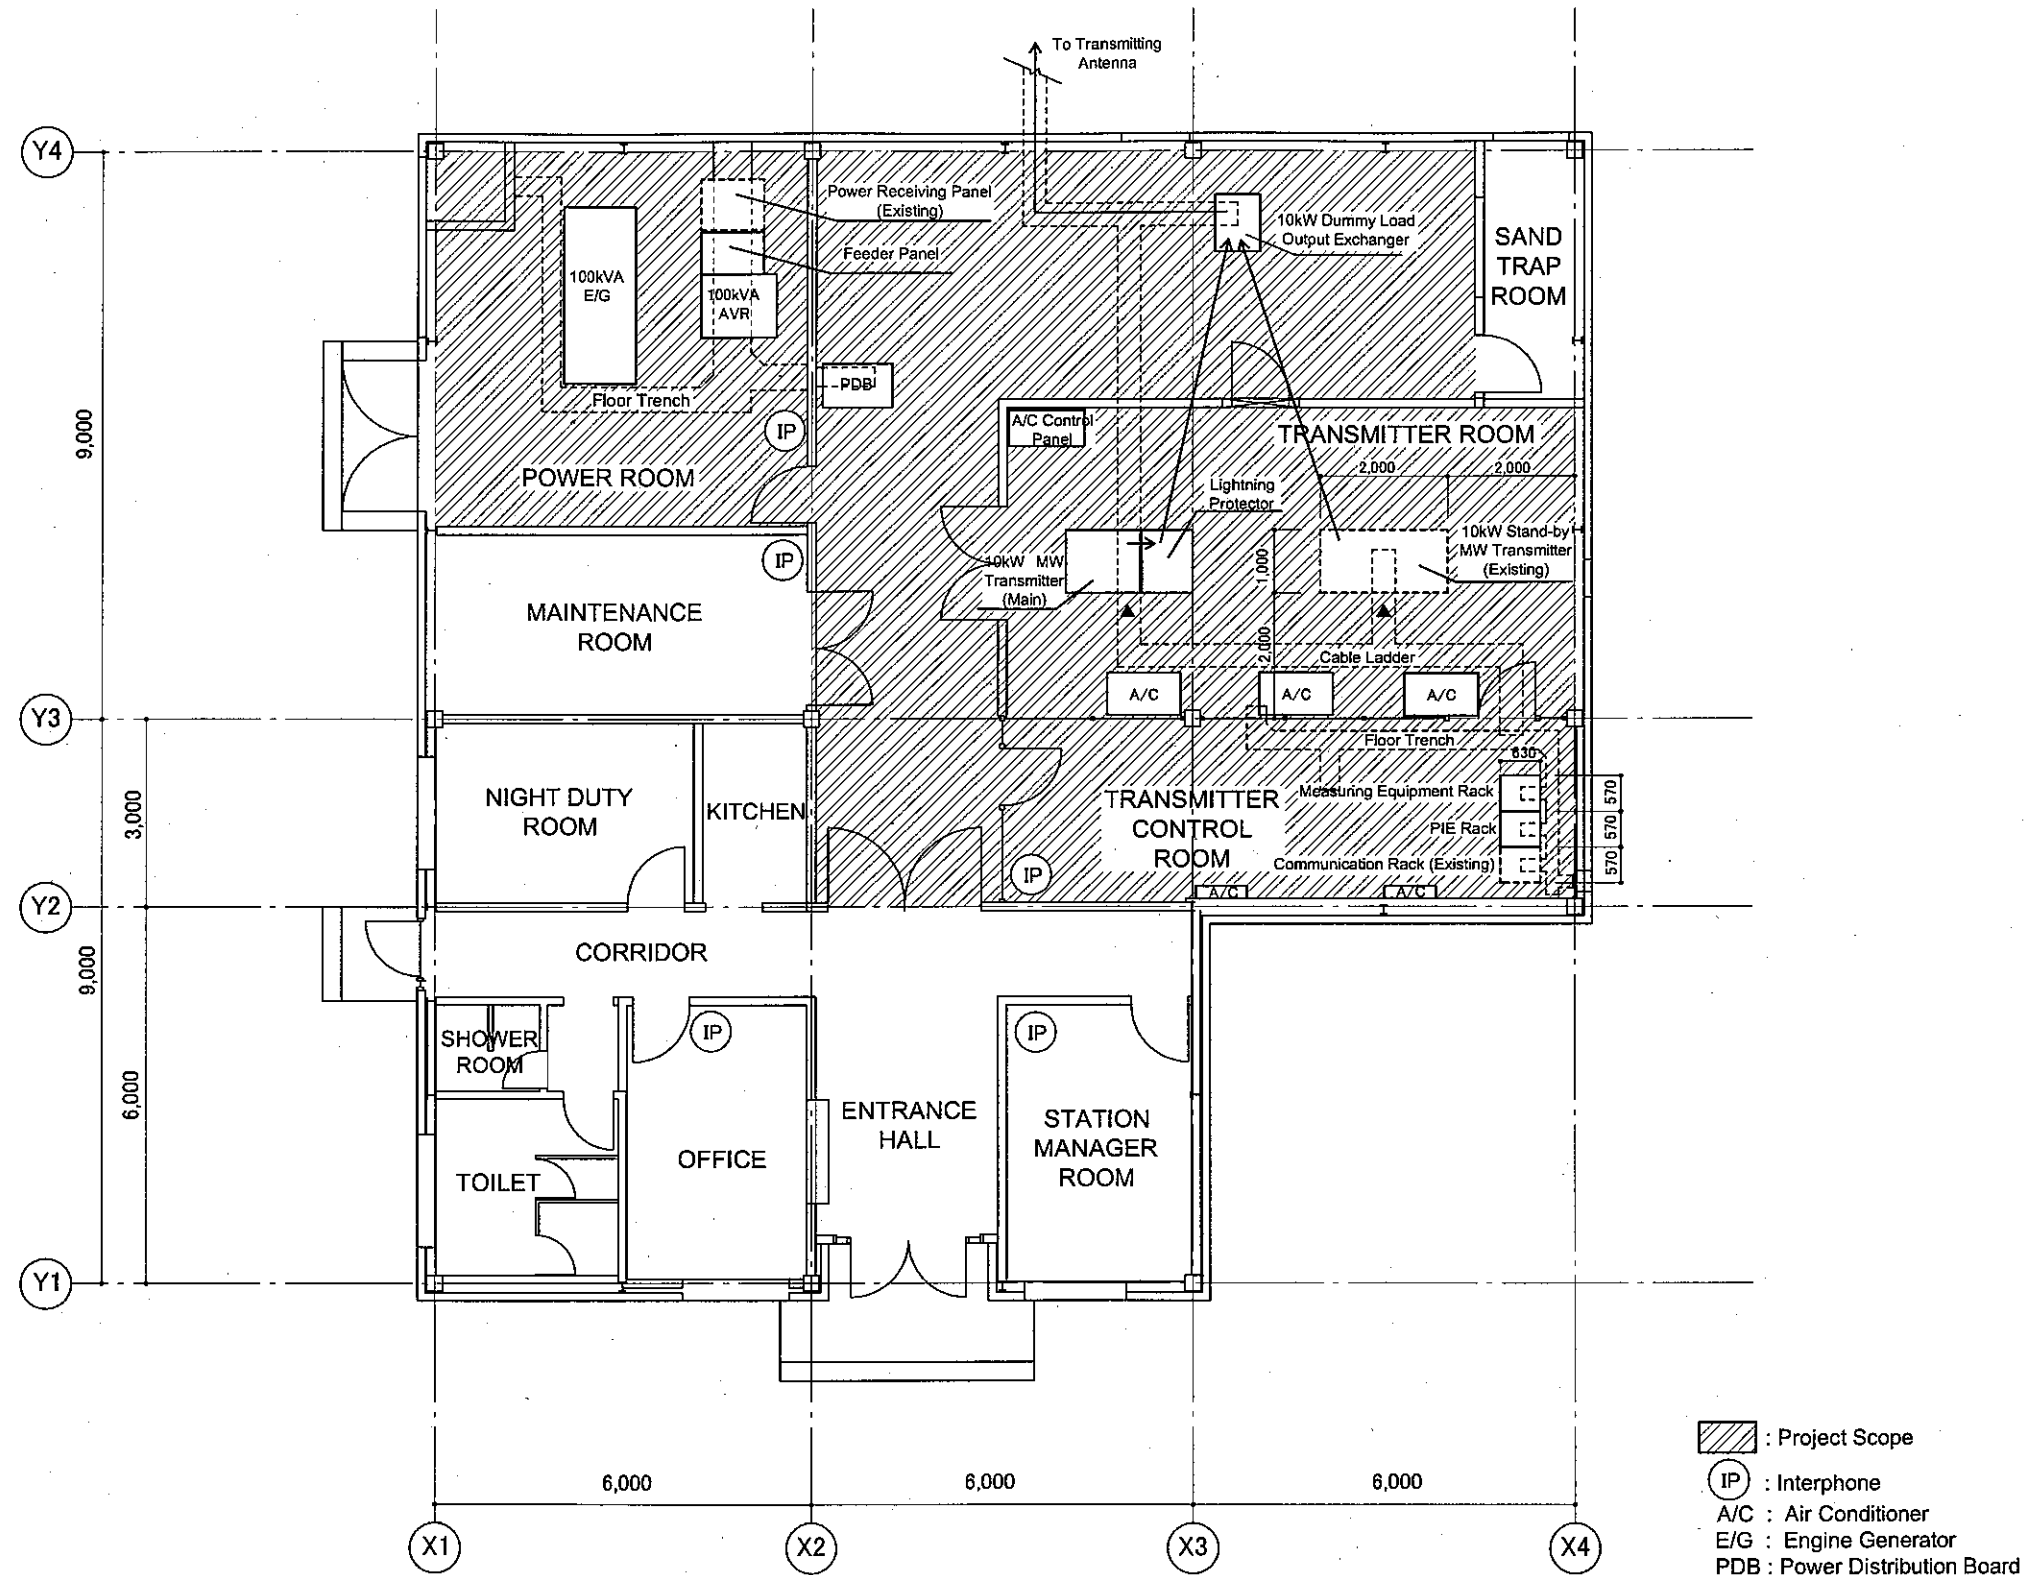 To Transmitting
Antenna
Y4
Power Receiving Panel
(Existing)
10kW Dummy Load
Output Exchanger
SAND
TRAP
ROOM
Feeder Panel
100kVA
E/G
100kVA
AVR
PDB
Floor Trench
9,000
IP
A/C Control
Panel
TRANSMITTER ROOM
POWER ROOM
2,000
2,000
Lightning
Protector
10kW Stand-by
MW Transmitter
(Existing)
IP
10kW MW
Transmitter
(Main)
1,000
MAINTENANCE
ROOM
2,000
Cable Ladder
A/C
A/C
A/C
Y3
Floor Trench
630
NIGHT DUTY
ROOM
KITCHEN
3,000
TRANSMITTER
CONTROL
ROOM
Measuring Equipment Rack
570
PIE Rack
570
Communication Rack (Existing)
570
IP
A/C
A/C
Y2
CORRIDOR
9,000
SHOWER
ROOM
IP
IP
6,000
ENTRANCE
HALL
STATION
MANAGER
ROOM
OFFICE
TOILET
Y1
6,000
6,000
6,000
X1
X2
X3
X4
: Project Scope
IP : Interphone
A/C : Air Conditioner
E/G : Engine Generator
PDB : Power Distribution Board